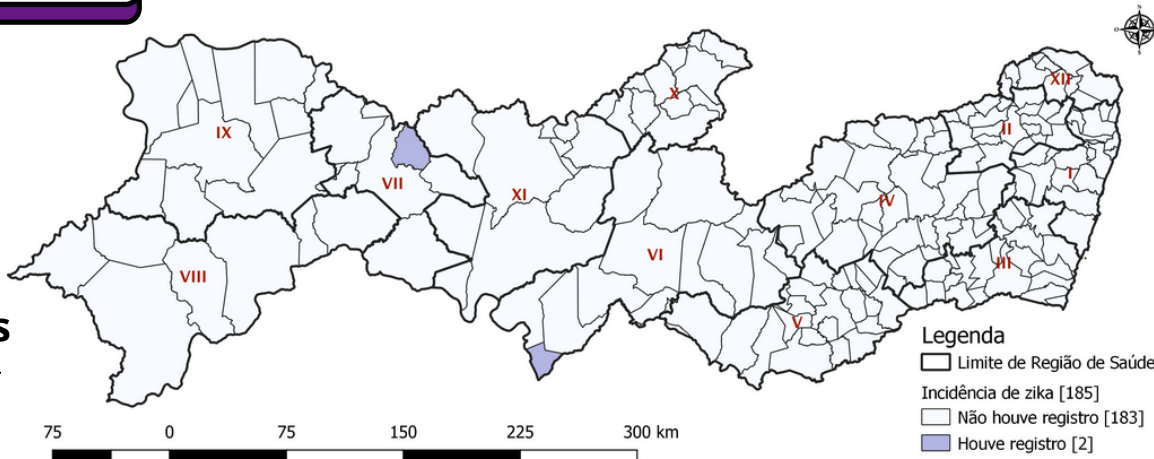 N
O
S
XII
X
II
IX
I
VII
XI
IV
VI
III
VIII
V
s
Legenda
Limite de Região de Saúde
Incidência de zika [185]
Não houve registro [183]
Houve registro [2]
75 0 75 150 225 300 km